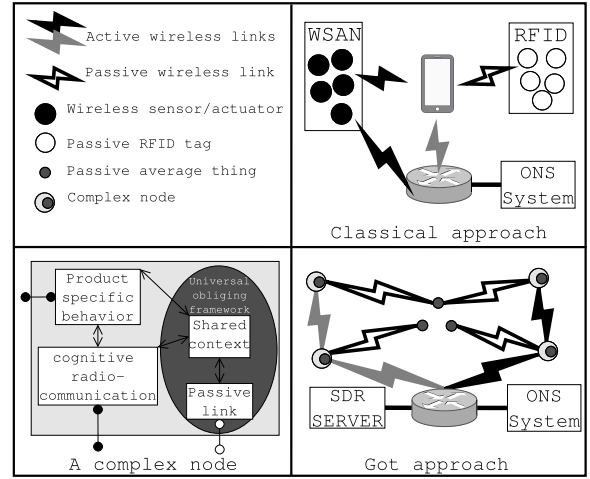 Active wireless links
Passive wireless link
Wireless sensor/actuator
Passive RFID tag
Passive average thing
Complex node
WSAN
RFID
ONS
System
Classical approach
Product
specific
behavior
Universal
obliging
framework
Shared
context
cognitive
radio-
communication
Passive
link
A complex node
SDR
SERVER
ONS
System
Got approach